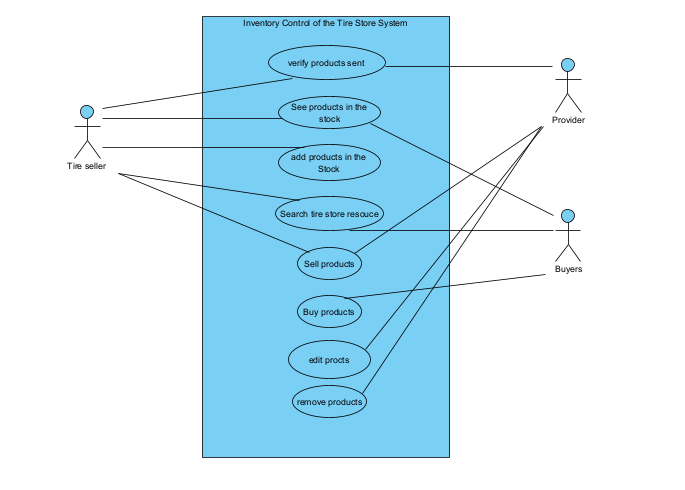 Inventory Control of the Tire Store System
verify products sent
See products in the
stock
add products in the
Stock
Search tire store resouce
Sell products
Buy products
edit procts
remove products
Tire seller
Provider
Buyers